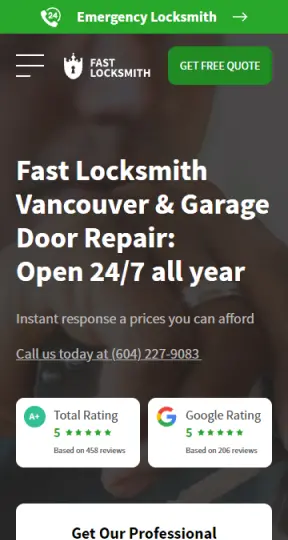 24
Emergency Locksmith →
FAST
LOCKSMITH
GET FREE QUOTE
Fast Locksmith
Vancouver & Garage
Door Repair:
Open 24/7 all year
Instant response a prices you can afford
Call us today at (604) 227-9083
A+ Total Rating
5 ★★★★★
Based on 458 reviews
G Google Rating
5 ★★★★★
Based on 206 reviews
Get Our Professional